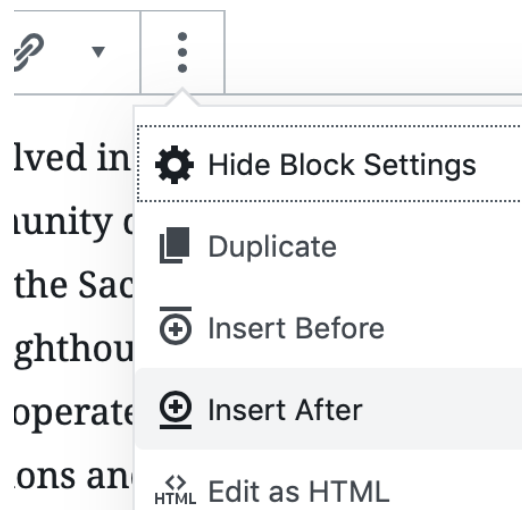 lved in
Hide Block Settings
unity
Duplicate
the Sac
Insert Before
ghthou
operate
Insert After
ions an
HTML Edit as HTML